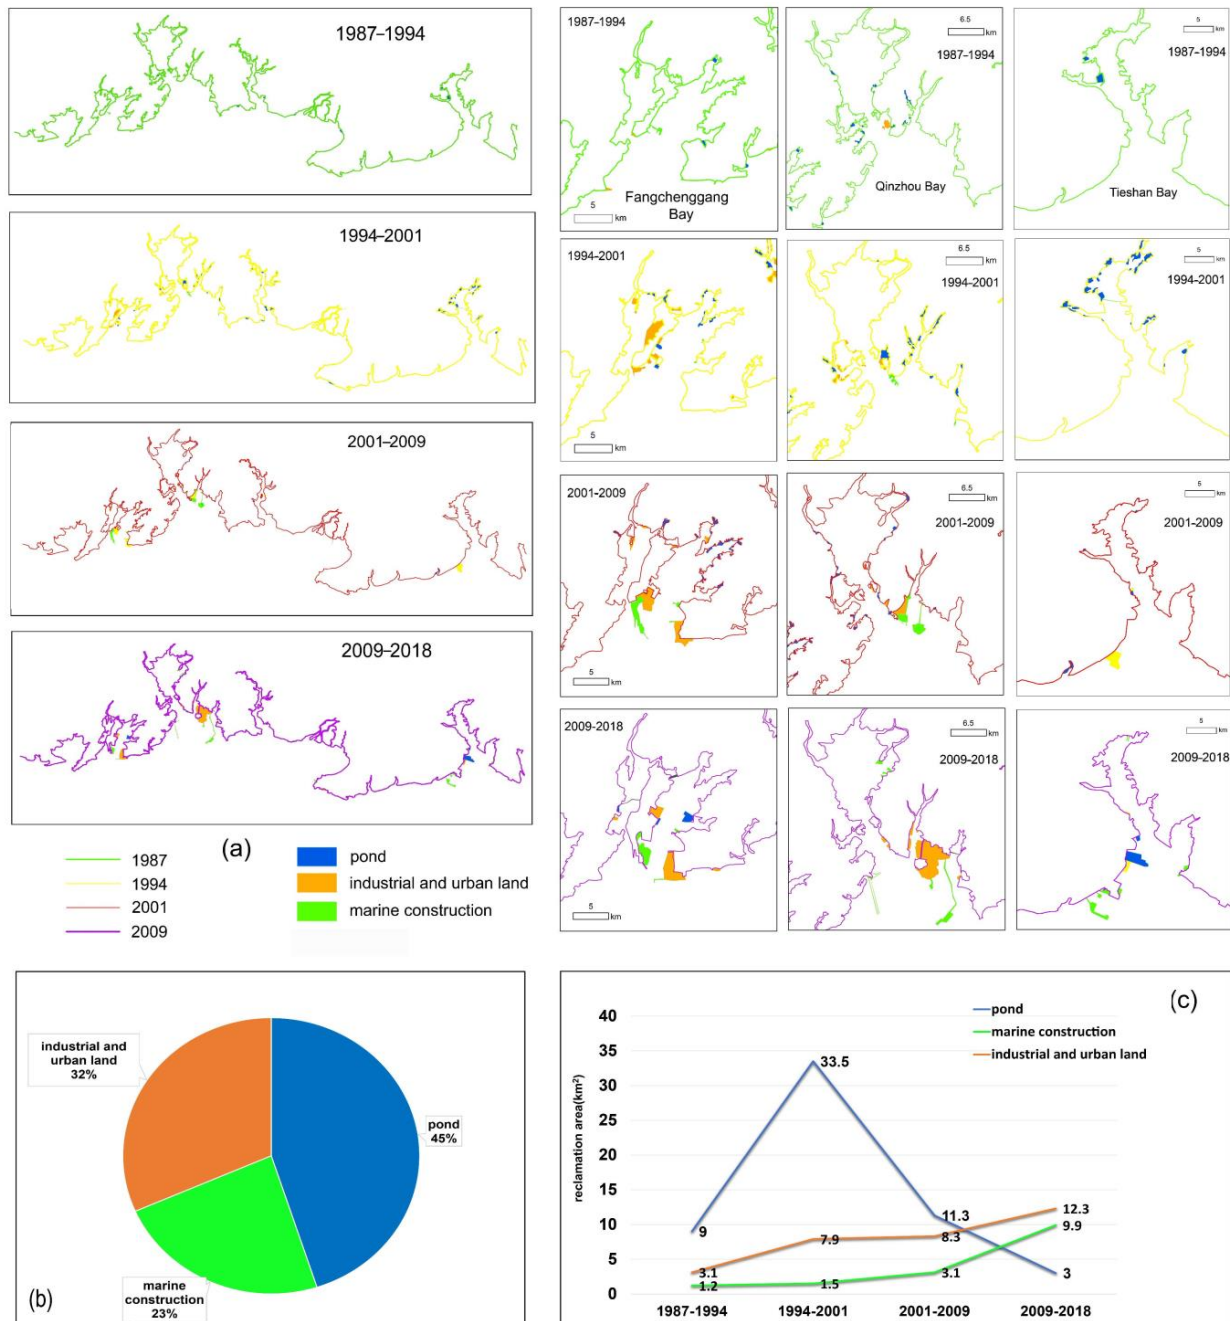 1987–1994
1994–2001
2001–2009
2009–2018
(a)
1987
1994
2001
2009
pond
industrial and urban land
marine construction
1987-1994
Fangchenggang
Bay
5
km
6.5
km
1987-1994
Qinzhou Bay
5
km
1987-1994
Tieshan Bay
1994-2001
5
km
6.5
km
1994-2001
5
km
1994-2001
2001-2009
5
km
6.5
km
2001-2009
5
km
2001-2009
2009-2018
5
km
6.5
km
2009-2018
5
km
2009-2018
industrial and
urban land
32%
pond
45%
marine
construction
23%
(b)
(c)
pond
marine construction
industrial and urban land
reclamation area(km²)
40
35
30
25
20
15
10
5
0
9
33.5
11.3
3
3.1
7.9
8.3
12.3
1.2
1.5
3.1
9.9
1987-1994
1994-2001
2001-2009
2009-2018